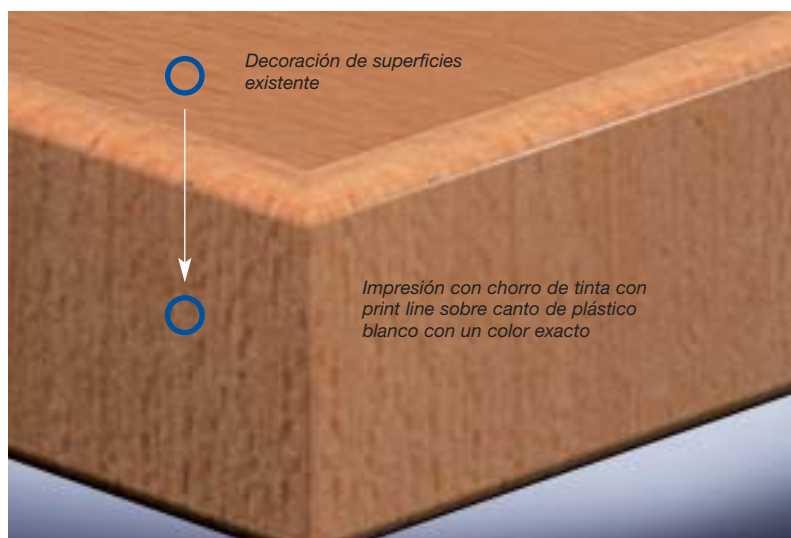 Decoración de superficies
existente
Impresión con chorro de tinta con
print line sobre canto de plástico
blanco con un color exacto